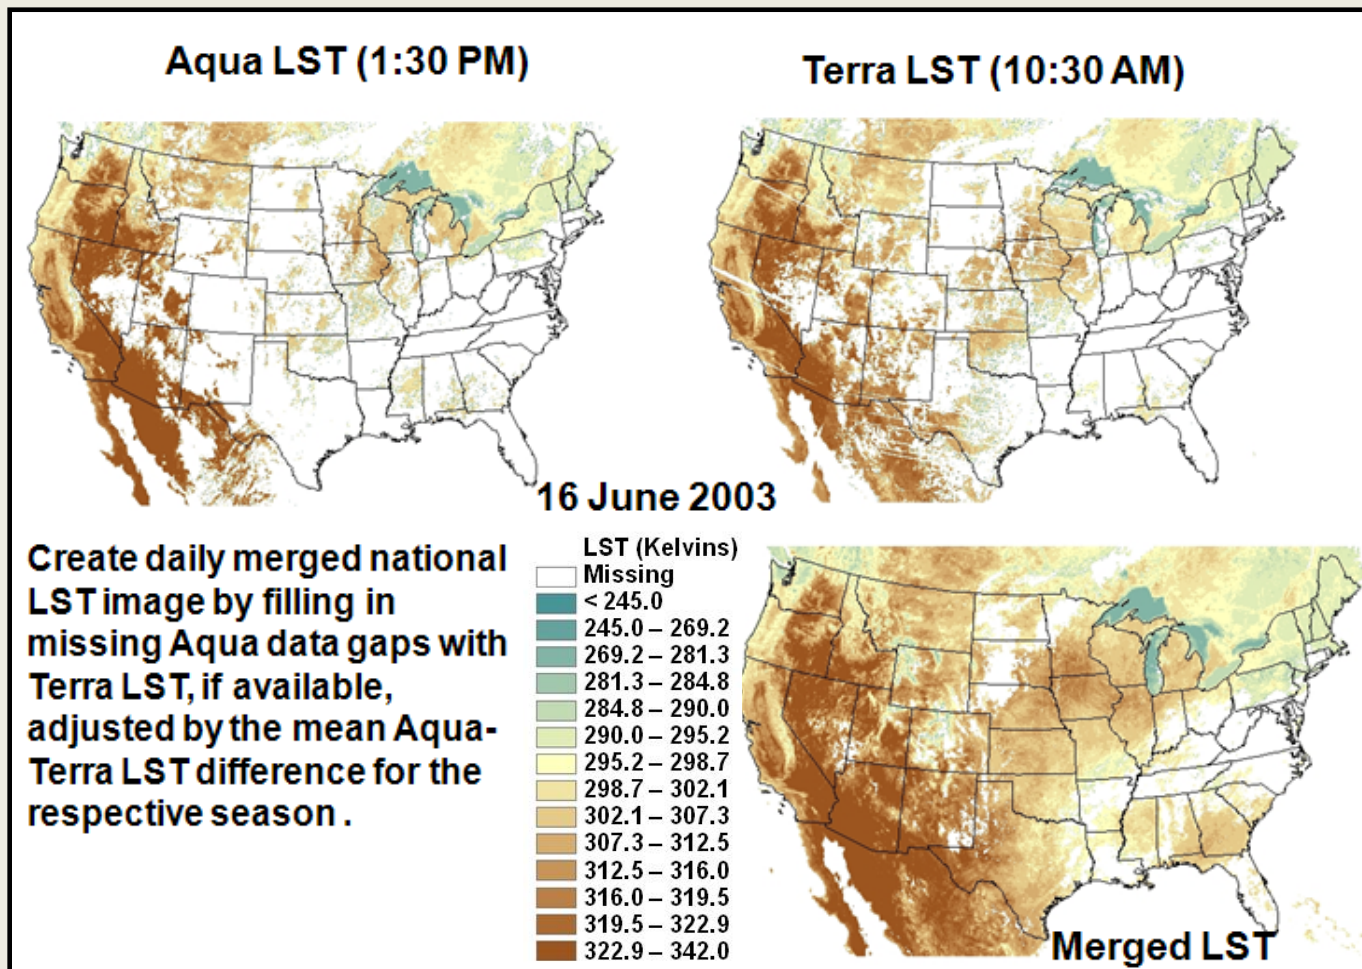 Aqua LST (1:30 PM)
Terra LST (10:30 AM)
16 June 2003
Create daily merged national
LST image by filling in
missing Aqua data gaps with
Terra LST, if available,
adjusted by the mean Aqua-
Terra LST difference for the
respective season .
LST (Kelvins)
Missing
< 245.0
245.0 – 269.2
269.2 – 281.3
281.3 – 284.8
284.8 – 290.0
290.0 – 295.2
295.2 – 298.7
298.7 – 302.1
302.1 – 307.3
307.3 – 312.5
312.5 – 316.0
316.0 – 319.5
319.5 – 322.9
322.9 – 342.0
Merged LST